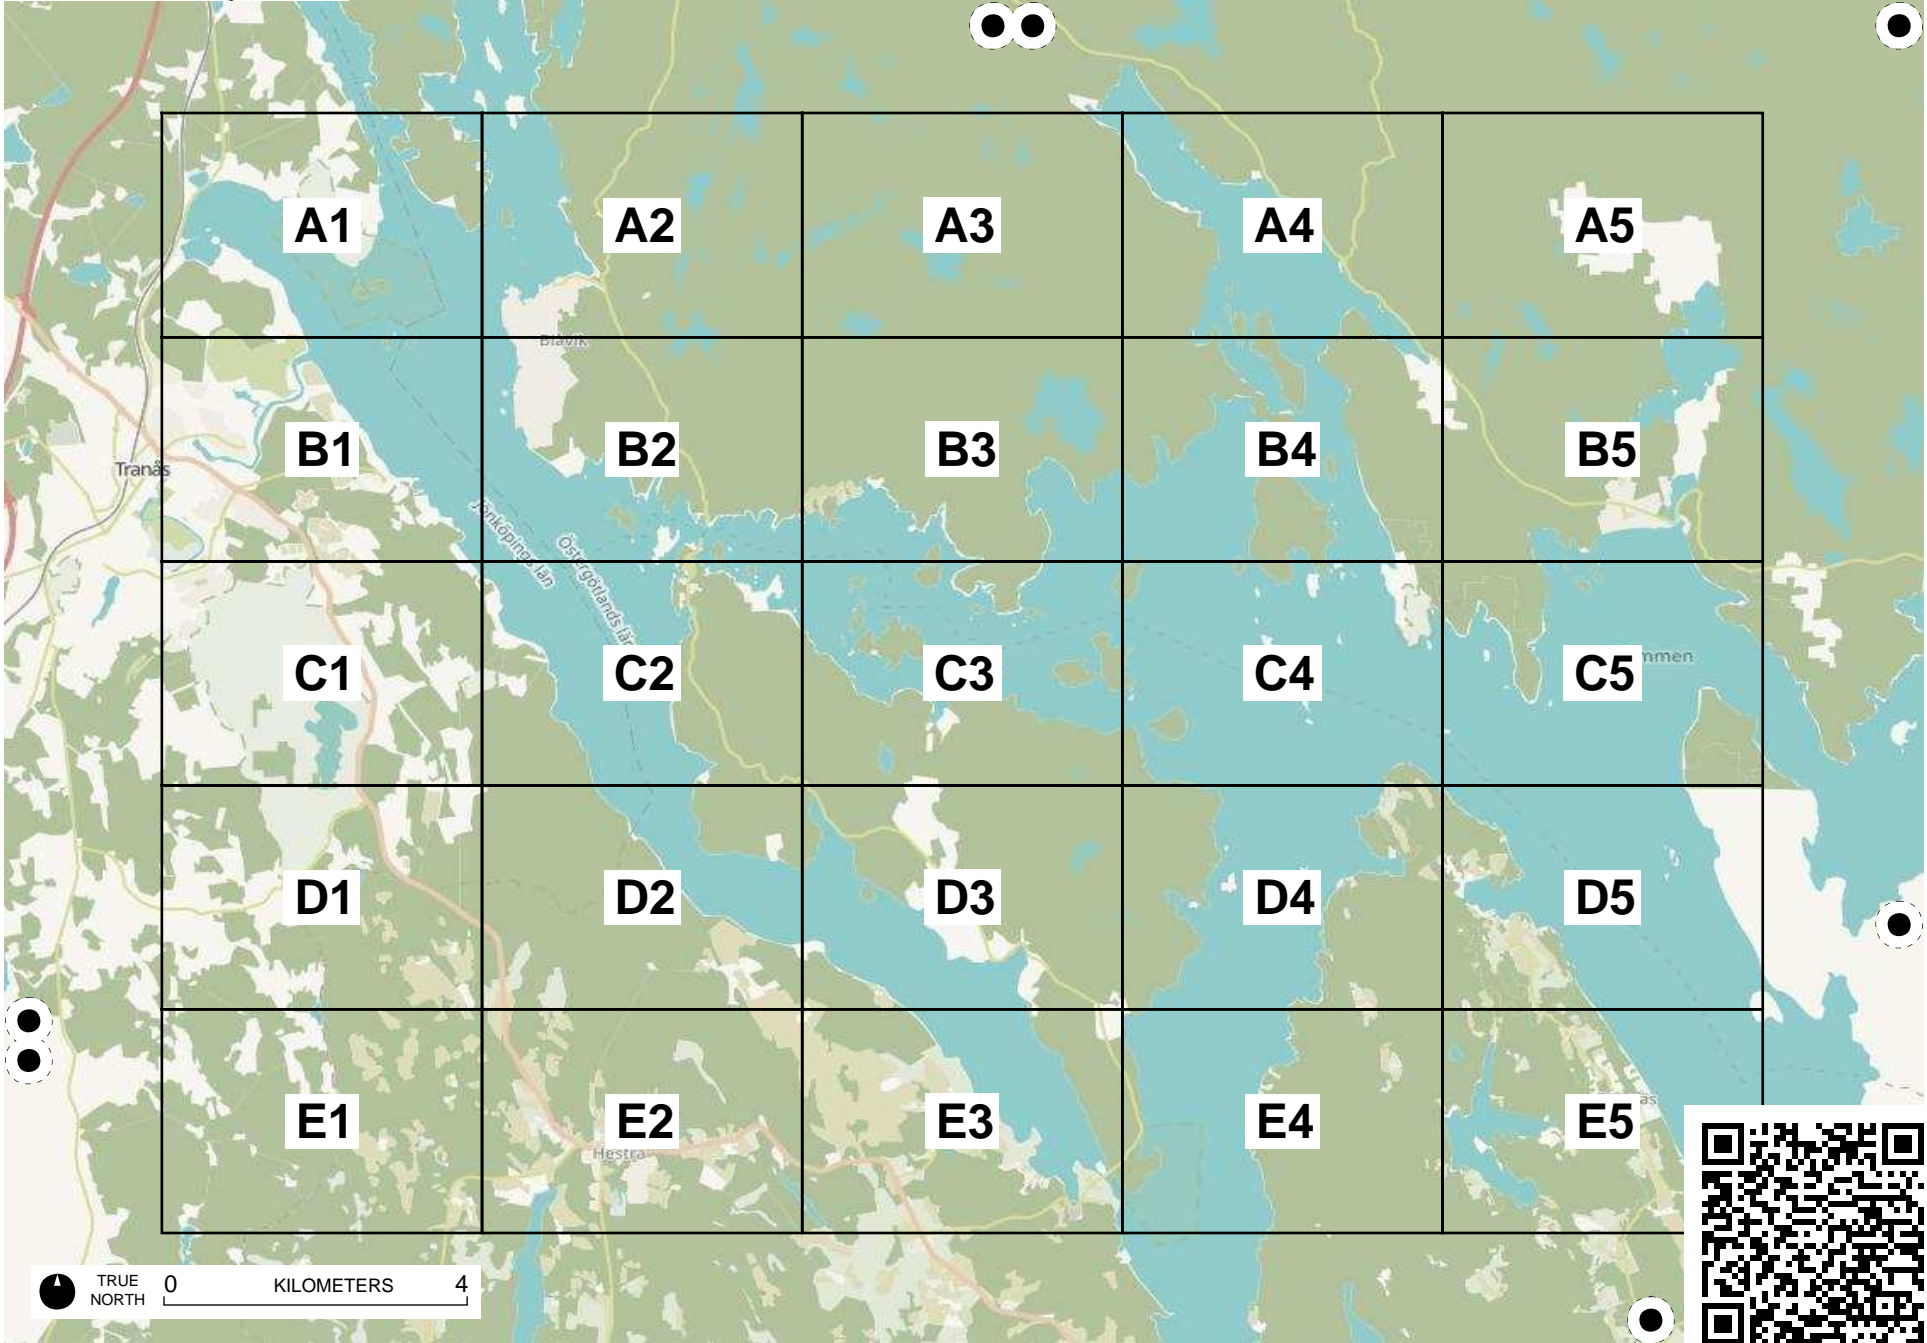 A1
A2
A3
A4
A5
Blåvik
B1
B2
B3
B4
B5
Tranås
Jönköpings län
Östergötlands län
C1
C2
C3
C4
C5
mmen
D1
D2
D3
D4
D5
E1
E2
E3
E4
E5
äs
Hestra
TRUE
NORTH
0
KILOMETERS
4